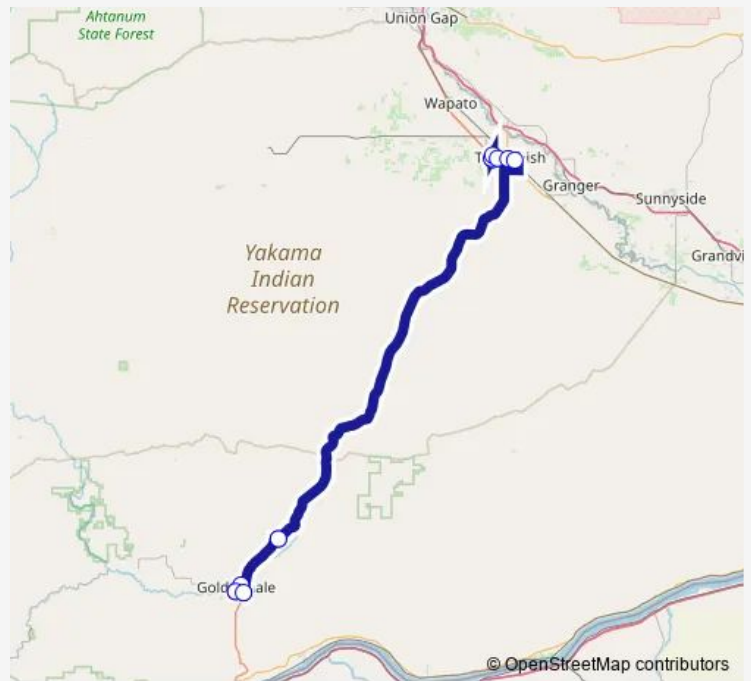 Ahtanum
State Forest
Union Gap
Wapato
Granger
Sunnyside
Grandvi
Yakama
Indian
Reservation
© OpenStreetMap contributors